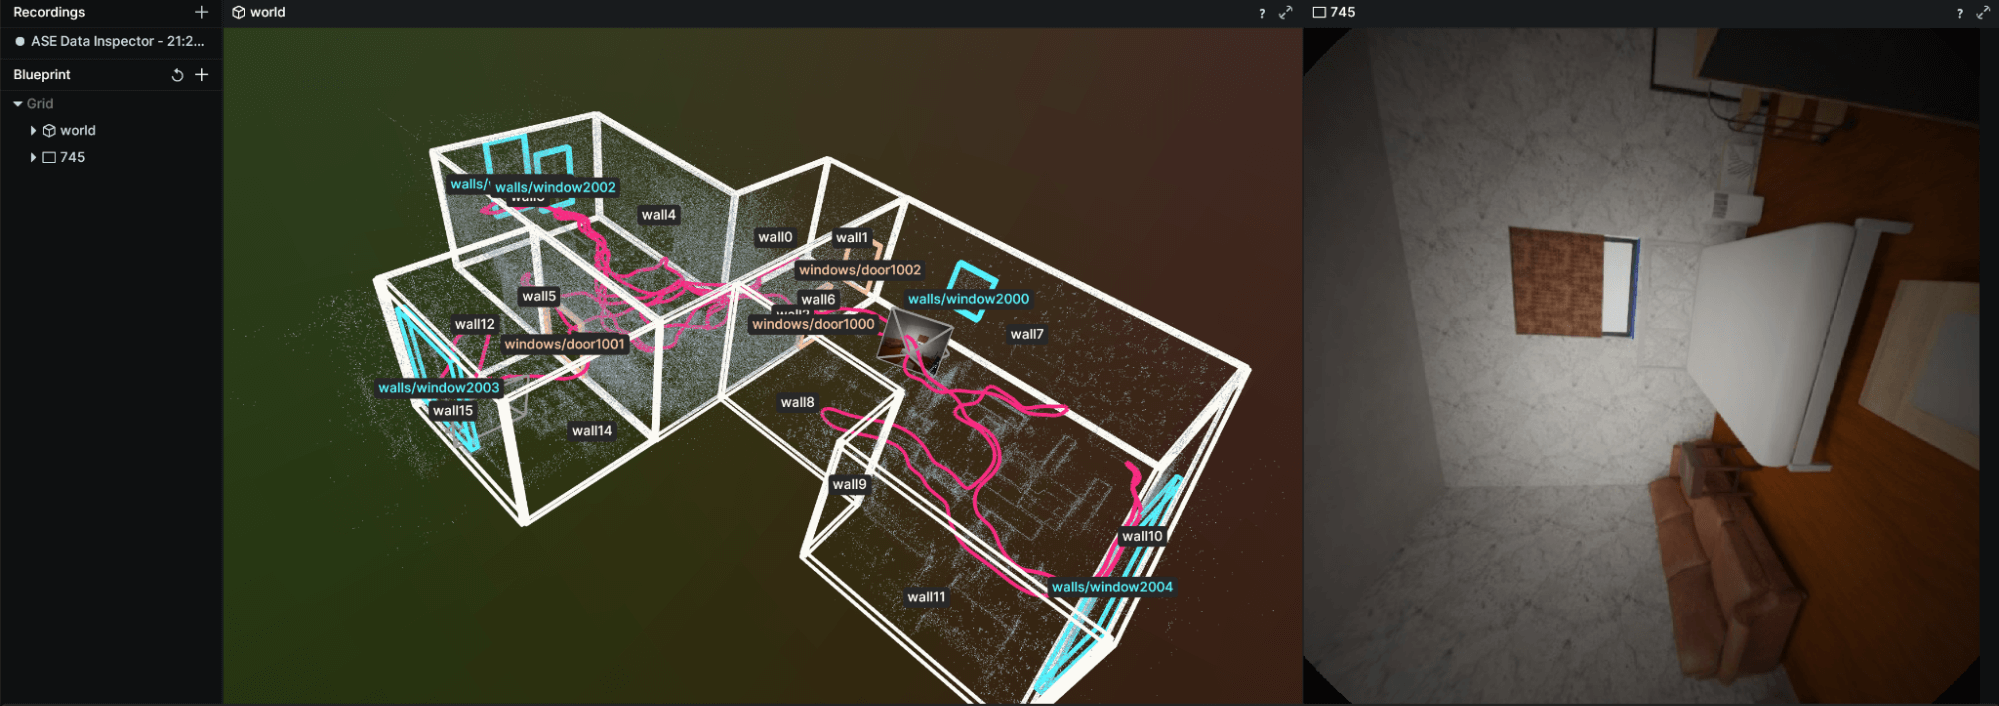 Recordings
ASE Data Inspector - 21:2...
Blueprint
Grid
world
745
world
?
walls/
walls/window2002
wall4
wall0
wall1
windows/door1002
wall5
wall6
walls/window2000
wall12
windows/door1000
wall7
windows/door1001
walls/window2003
wall15
wall8
wall14
wall9
wall10
walls/window2004
wall11
745
?